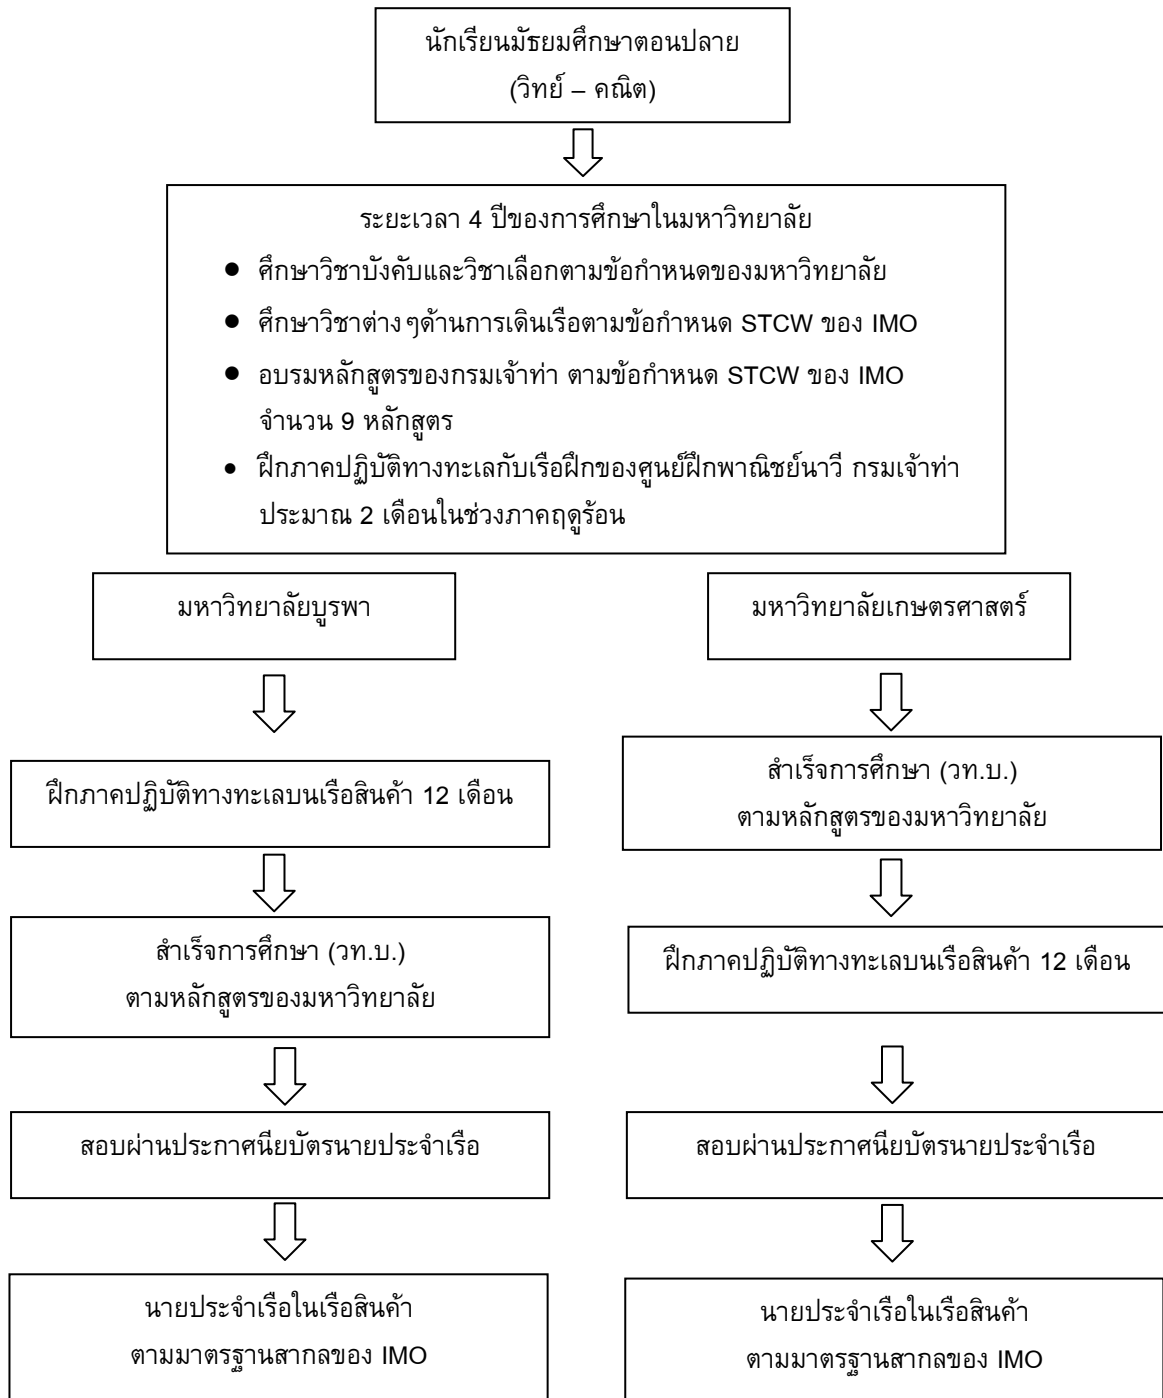 นักเรียนมัธยมศึกษาตอนปลาย
(วิทย์ – คณิต)
ระยะเวลา 4 ปีของการศึกษาในมหาวิทยาลัย
● ศึกษาวิชาบังคับและวิชาเลือกตามข้อกำหนดของมหาวิทยาลัย
● ศึกษาวิชาต่าง ๆด้านการเดินเรือตามข้อกำหนด STCW ของ IMO
● อบรมหลักสูตรของกรมเจ้าท่า ตามข้อกำหนด STCW ของ IMO
จำนวน 9 หลักสูตร
● ฝึกภาคปฏิบัติทางทะเลกับเรือฝึกของศูนย์ฝึกพาณิชย์นาวี กรมเจ้าท่า
ประมาณ 2 เดือนในช่วงภาคฤดูร้อน
มหาวิทยาลัยบูรพา
ฝึกภาคปฏิบัติทางทะเลบนเรือสินค้า 12 เดือน
สำเร็จการศึกษา (วท.บ.)
ตามหลักสูตรของมหาวิทยาลัย
สอบผ่านประกาศนียบัตรนายประจำเรือ
นายประจำเรือในเรือสินค้า
ตามมาตรฐานสากลของ IMO
มหาวิทยาลัยเกษตรศาสตร์
สำเร็จการศึกษา (วท.บ.)
ตามหลักสูตรของมหาวิทยาลัย
ฝึกภาคปฏิบัติทางทะเลบนเรือสินค้า 12 เดือน
สอบผ่านประกาศนียบัตรนายประจำเรือ
นายประจำเรือในเรือสินค้า
ตามมาตรฐานสากลของ IMO